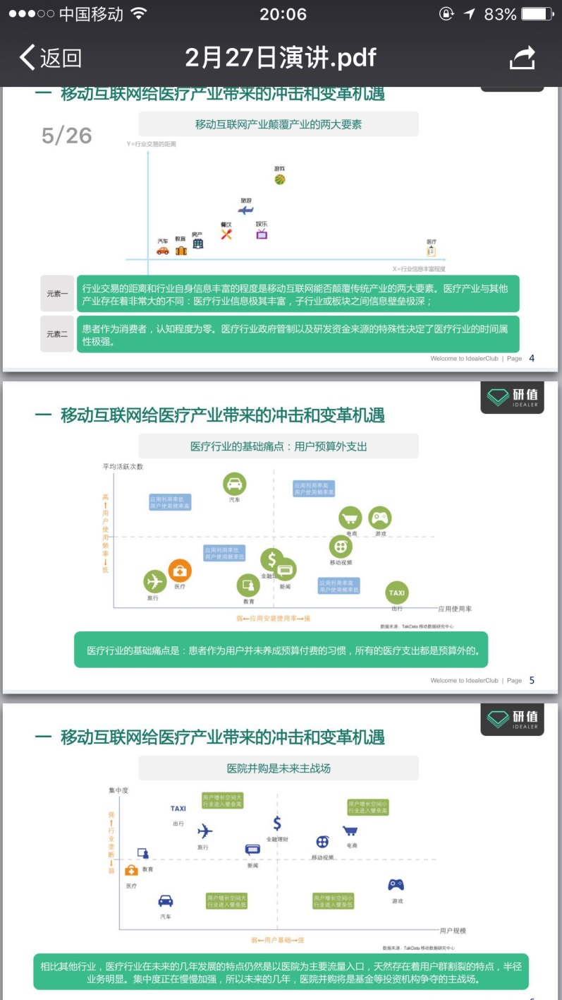 中国移动
20:06
83%
返回
2月27日演讲.pdf
一 移动互联网给医疗产业带来的冲击和变革机遇
5/26
移动互联网产业颠覆产业的两大要素
Y=行业交易的距离
游戏
旅游
餐饮
娱乐
房产
教育
汽车
医疗
X=行业信息丰富程度
元素一
行业交易的距离和行业自身信息丰富的程度是移动互联网能否颠覆传统产业的两大要素。医疗产业与其他
产业存在着非常大的不同：医疗行业信息极其丰富，子行业或板块之间信息壁垒极深；
元素二
患者作为消费者，认知程度为零。医疗行业政府管制以及研发资金来源的特殊性决定了医疗行业的时间属
性极强。
Welcome to IdealerClub | Page 4
研值
IDEALER
一 移动互联网给医疗产业带来的冲击和变革机遇
医疗行业的基础痛点：用户预算外支出
平均活跃次数
高←用户使用频率→低
应用利用率低
用户使用频率高
汽车
应用利用率高
用户使用频率高
电商
游戏
移动视频
应用利用率低
用户使用频率低
金融理
新闻
医疗
旅行
教育
应用利用率高
用户使用频率低
TAXI
出行
应用使用率
弱←应用安装使用率→强
数据来源：TalkData 移动数据研究中心
医疗行业的基础痛点是：患者作为用户并未养成预算付费的习惯，所有的医疗支出都是预算外的。
Welcome to IdealerClub | Page 5
研值
IDEALER
一 移动互联网给医疗产业带来的冲击和变革机遇
医院并购是未来主战场
集中度
强←行业垄断→弱
TAXI
出行
用户增长空间大
行业进入壁垒高
旅行
金融理财
用户增长空间小
行业进入壁垒高
电商
移动视频
新闻
教育
医疗
汽车
用户增长空间大
行业进入壁垒低
用户增长空间小
行业进入壁垒低
游戏
用户规模
弱←用户基础→强
数据来源：TalkData 移动数据研究中心
相比其他行业，医疗行业在未来的几年发展的特点仍然是以医院为主要流量入口，天然存在着用户群割裂的特点，半径
业务明显。集中度正在慢慢加强，所以未来的几年，医院并购将是基金等投资机构争夺的主战场。